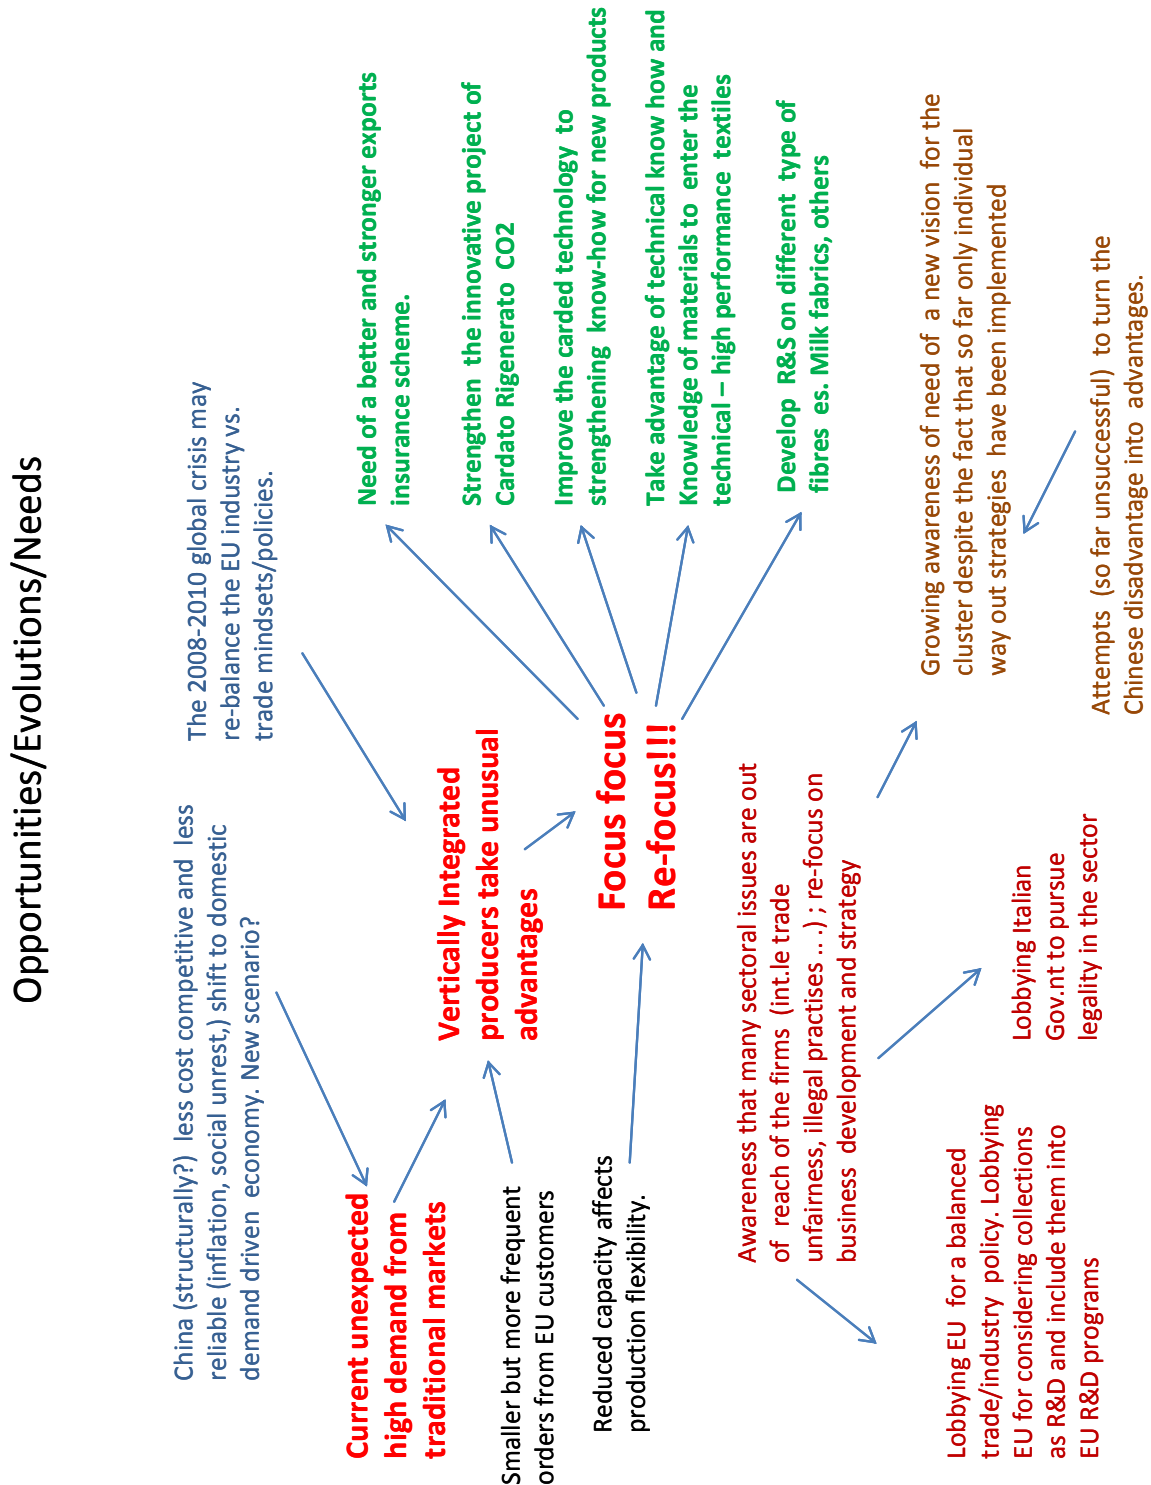 Opportunities/Evolutions/Needs
China (structurally?) less cost competitive and less
reliable (inflation, social unrest,) shift to domestic
demand driven economy. New scenario?
The 2008-2010 global crisis may
re-balance the EU industry vs.
trade mindsets/policies.
Current unexpected
high demand from
traditional markets
Vertically Integrated
producers take unusual
advantages
Smaller but more frequent
orders from EU customers
Reduced capacity affects
production flexibility.
Focus focus
Re-focus!!!
Need of a better and stronger exports
insurance scheme.
Strengthen the innovative project of
Cardato Rigenerato CO2
Improve the carded technology to
strengthening know-how for new products
Take advantage of technical know how and
Knowledge of materials to enter the
technical – high performance textiles
Develop R&S on different type of
fibres es. Milk fabrics, others
Awareness that many sectoral issues are out
of reach of the firms (int.le trade
unfairness, illegal practises .. .) ; re-focus on
business development and strategy
Growing awareness of need of a new vision for the
cluster despite the fact that so far only individual
way out strategies have been implemented
Lobbying EU for a balanced
trade/industry policy. Lobbying
EU for considering collections
as R&D and include them into
EU R&D programs
Lobbying Italian
Gov.nt to pursue
legality in the sector
Attempts (so far unsuccessful) to turn the
Chinese disadvantage into advantages.